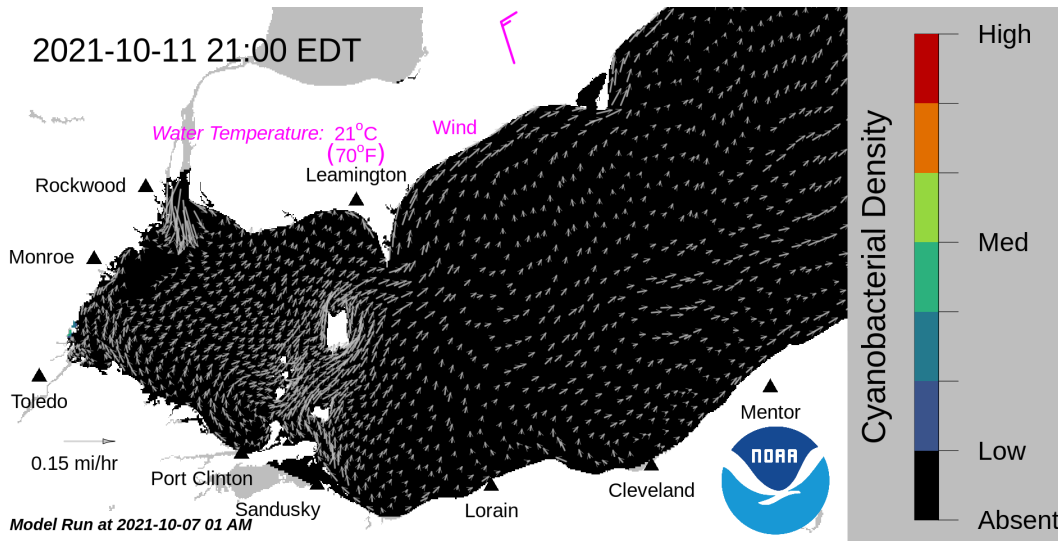 2021-10-11 21:00 EDT
High
Water Temperature: 21°C
(70°F)
Wind
Leamington
Rockwood
Monroe
Med
Cyanobacterial Density
Toledo
Mentor
0.15 mi/hr
NOAA
Port Clinton
Low
Sandusky
Lorain
Cleveland
Model Run at 2021-10-07 01 AM
Absent